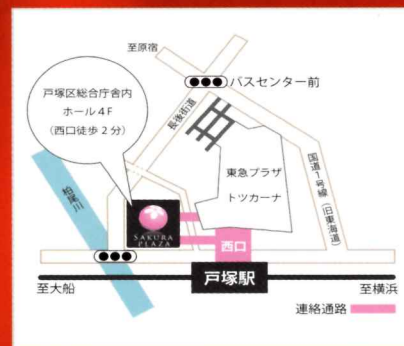 至原宿
バスセンター前
戸塚区総合庁舎内
ホール4F
(西口徒歩2分)
長後街道
東急プラザ
トツカーナ
国道1号線(旧東海道)
柏尾川
SAKURA
PLAZA
西口
戸塚駅
至大船
至横浜
連絡通路